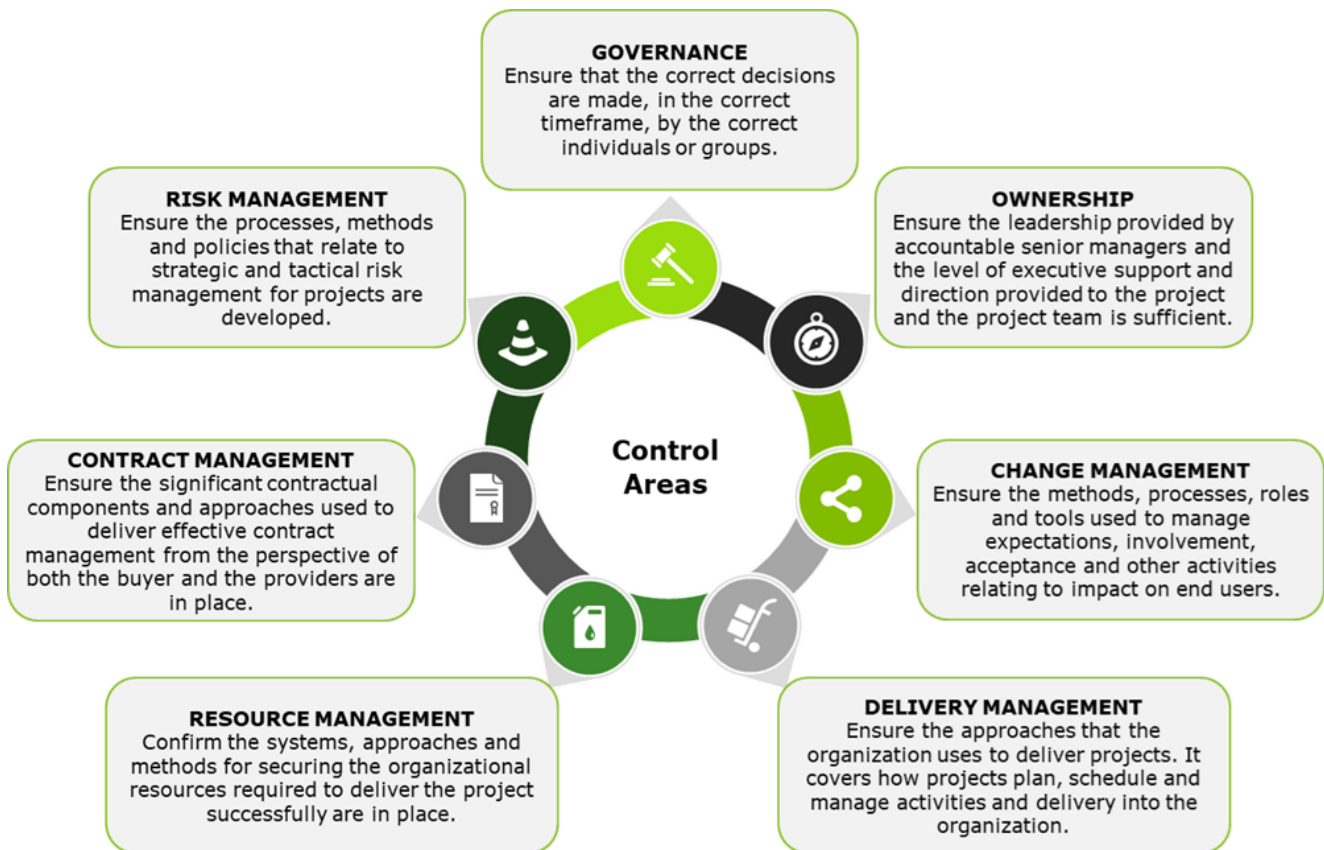 GOVERNANCE
Ensure that the correct decisions
are made, in the correct
timeframe, by the correct
individuals or groups.
RISK MANAGEMENT
Ensure the processes, methods
and policies that relate to
strategic and tactical risk
management for projects are
developed.
OWNERSHIP
Ensure the leadership provided by
accountable senior managers and
the level of executive support and
direction provided to the project
and the project team is sufficient.
Control
Areas
CONTRACT MANAGEMENT
Ensure the significant contractual
components and approaches used to
deliver effective contract
management from the perspective of
both the buyer and the providers are
in place.
CHANGE MANAGEMENT
Ensure the methods, processes, roles
and tools used to manage
expectations, involvement,
acceptance and other activities
relating to impact on end users.
RESOURCE MANAGEMENT
Confirm the systems, approaches and
methods for securing the organizational
resources required to deliver the project
successfully are in place.
DELIVERY MANAGEMENT
Ensure the approaches that the
organization uses to deliver projects. It
covers how projects plan, schedule and
manage activities and delivery into the
organization.